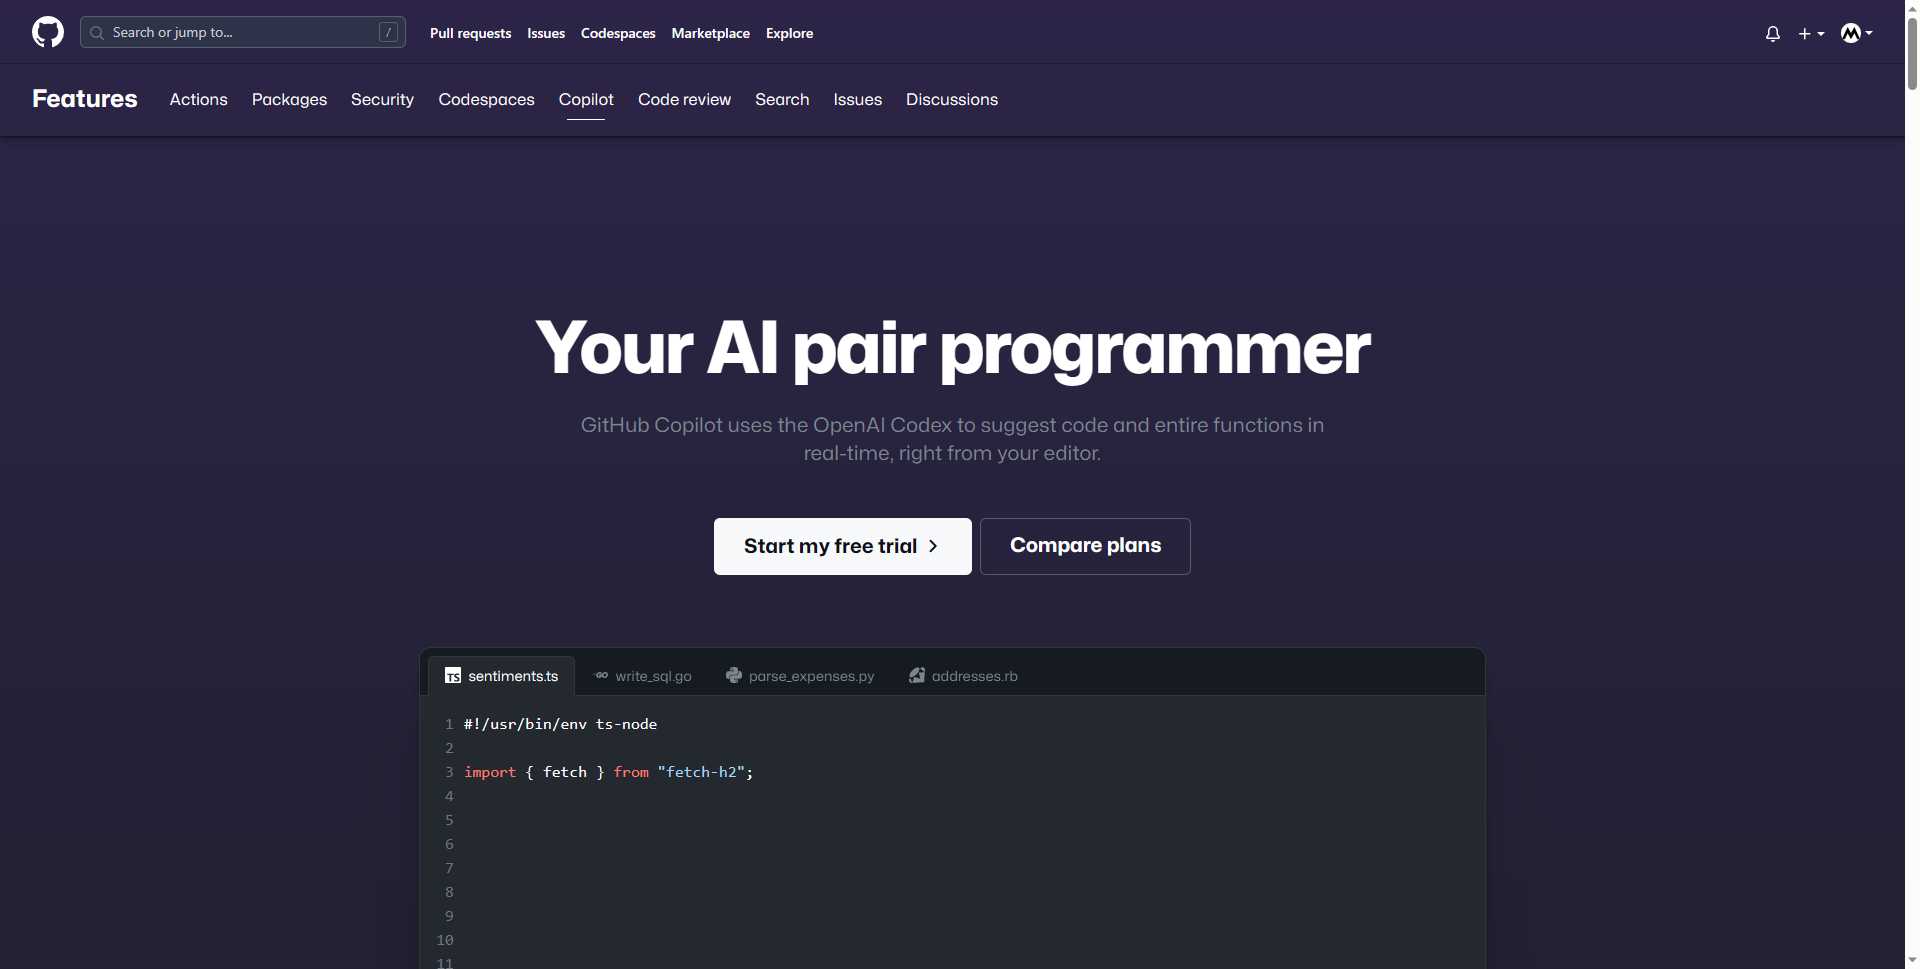 Search or jump to... /
Pull requests Issues Codespaces Marketplace Explore
Features Actions Packages Security Codespaces Copilot Code review Search Issues Discussions
Your AI pair programmer
GitHub Copilot uses the OpenAI Codex to suggest code and entire functions in
real-time, right from your editor.
Start my free trial
Compare plans
TS sentiments.ts GO write_sql.go parse_expenses.py addresses.rb
1 #!/usr/bin/env ts-node
2
3 import { fetch } from "fetch-h2";
4
5
6
7
8
9
10
11